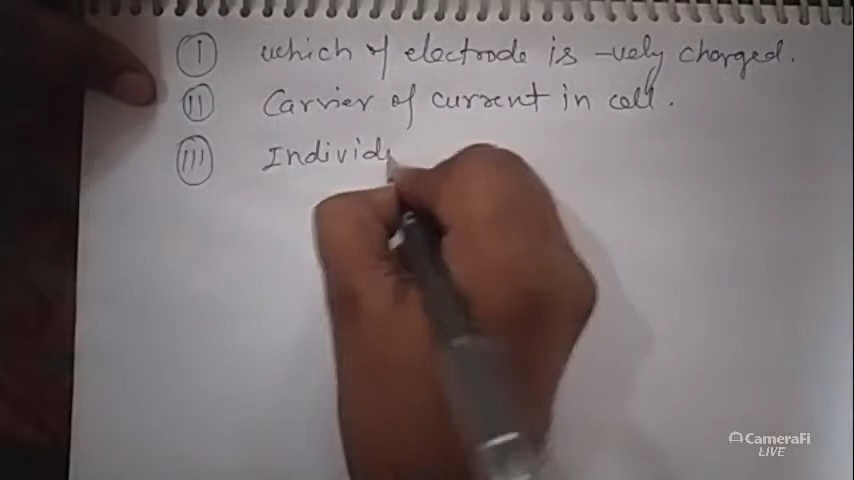 I which of electrode is -vely charged.
II Carrier of current in cell.
III Individ
CameraFi
LIVE